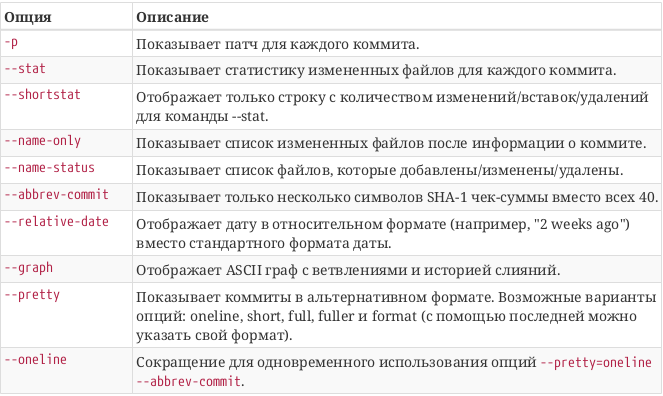 Опция Описание
-p Показывает патч для каждого коммита.
--stat Показывает статистику измененных файлов для каждого коммита.
--shortstat Отображает только строку с количеством изменений/вставок/удалений
для команды --stat.
--name-only Показывает список измененных файлов после информации о коммите.
--name-status Показывает список файлов, которые добавлены/изменены/удалены.
--abbrev-commit Показывает только несколько символов SHA-1 чек-суммы вместо всех 40.
--relative-date Отображает дату в относительном формате (например, "2 weeks ago")
вместо стандартного формата даты.
--graph Отображает ASCII граф с ветвлениями и историей слияний.
--pretty Показывает коммиты в альтернативном формате. Возможные варианты
опций: oneline, short, full, fuller и format (с помощью последней можно
указать свой формат).
--oneline Сокращение для одновременного использования опций --pretty=oneline
--abbrev-commit.